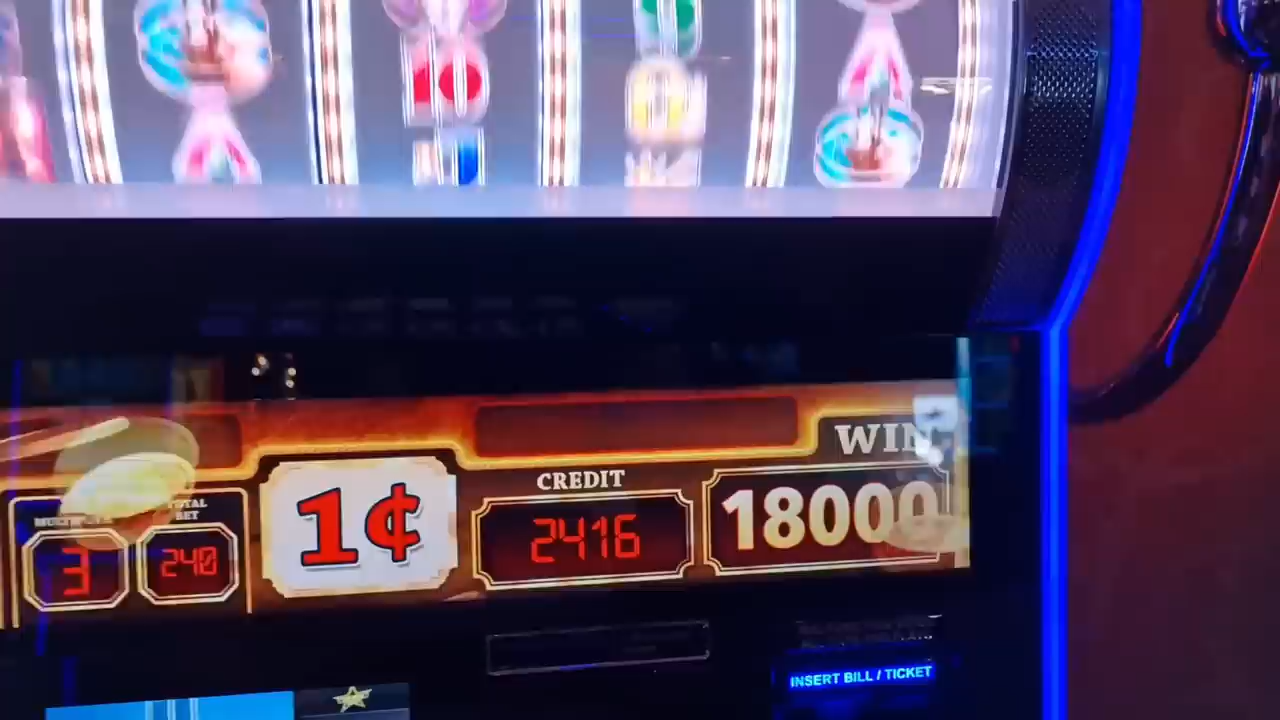 WIN
CREDIT
TOTAL
BET
1¢
18000
2416
3
240
INSERT BILL / TICKET